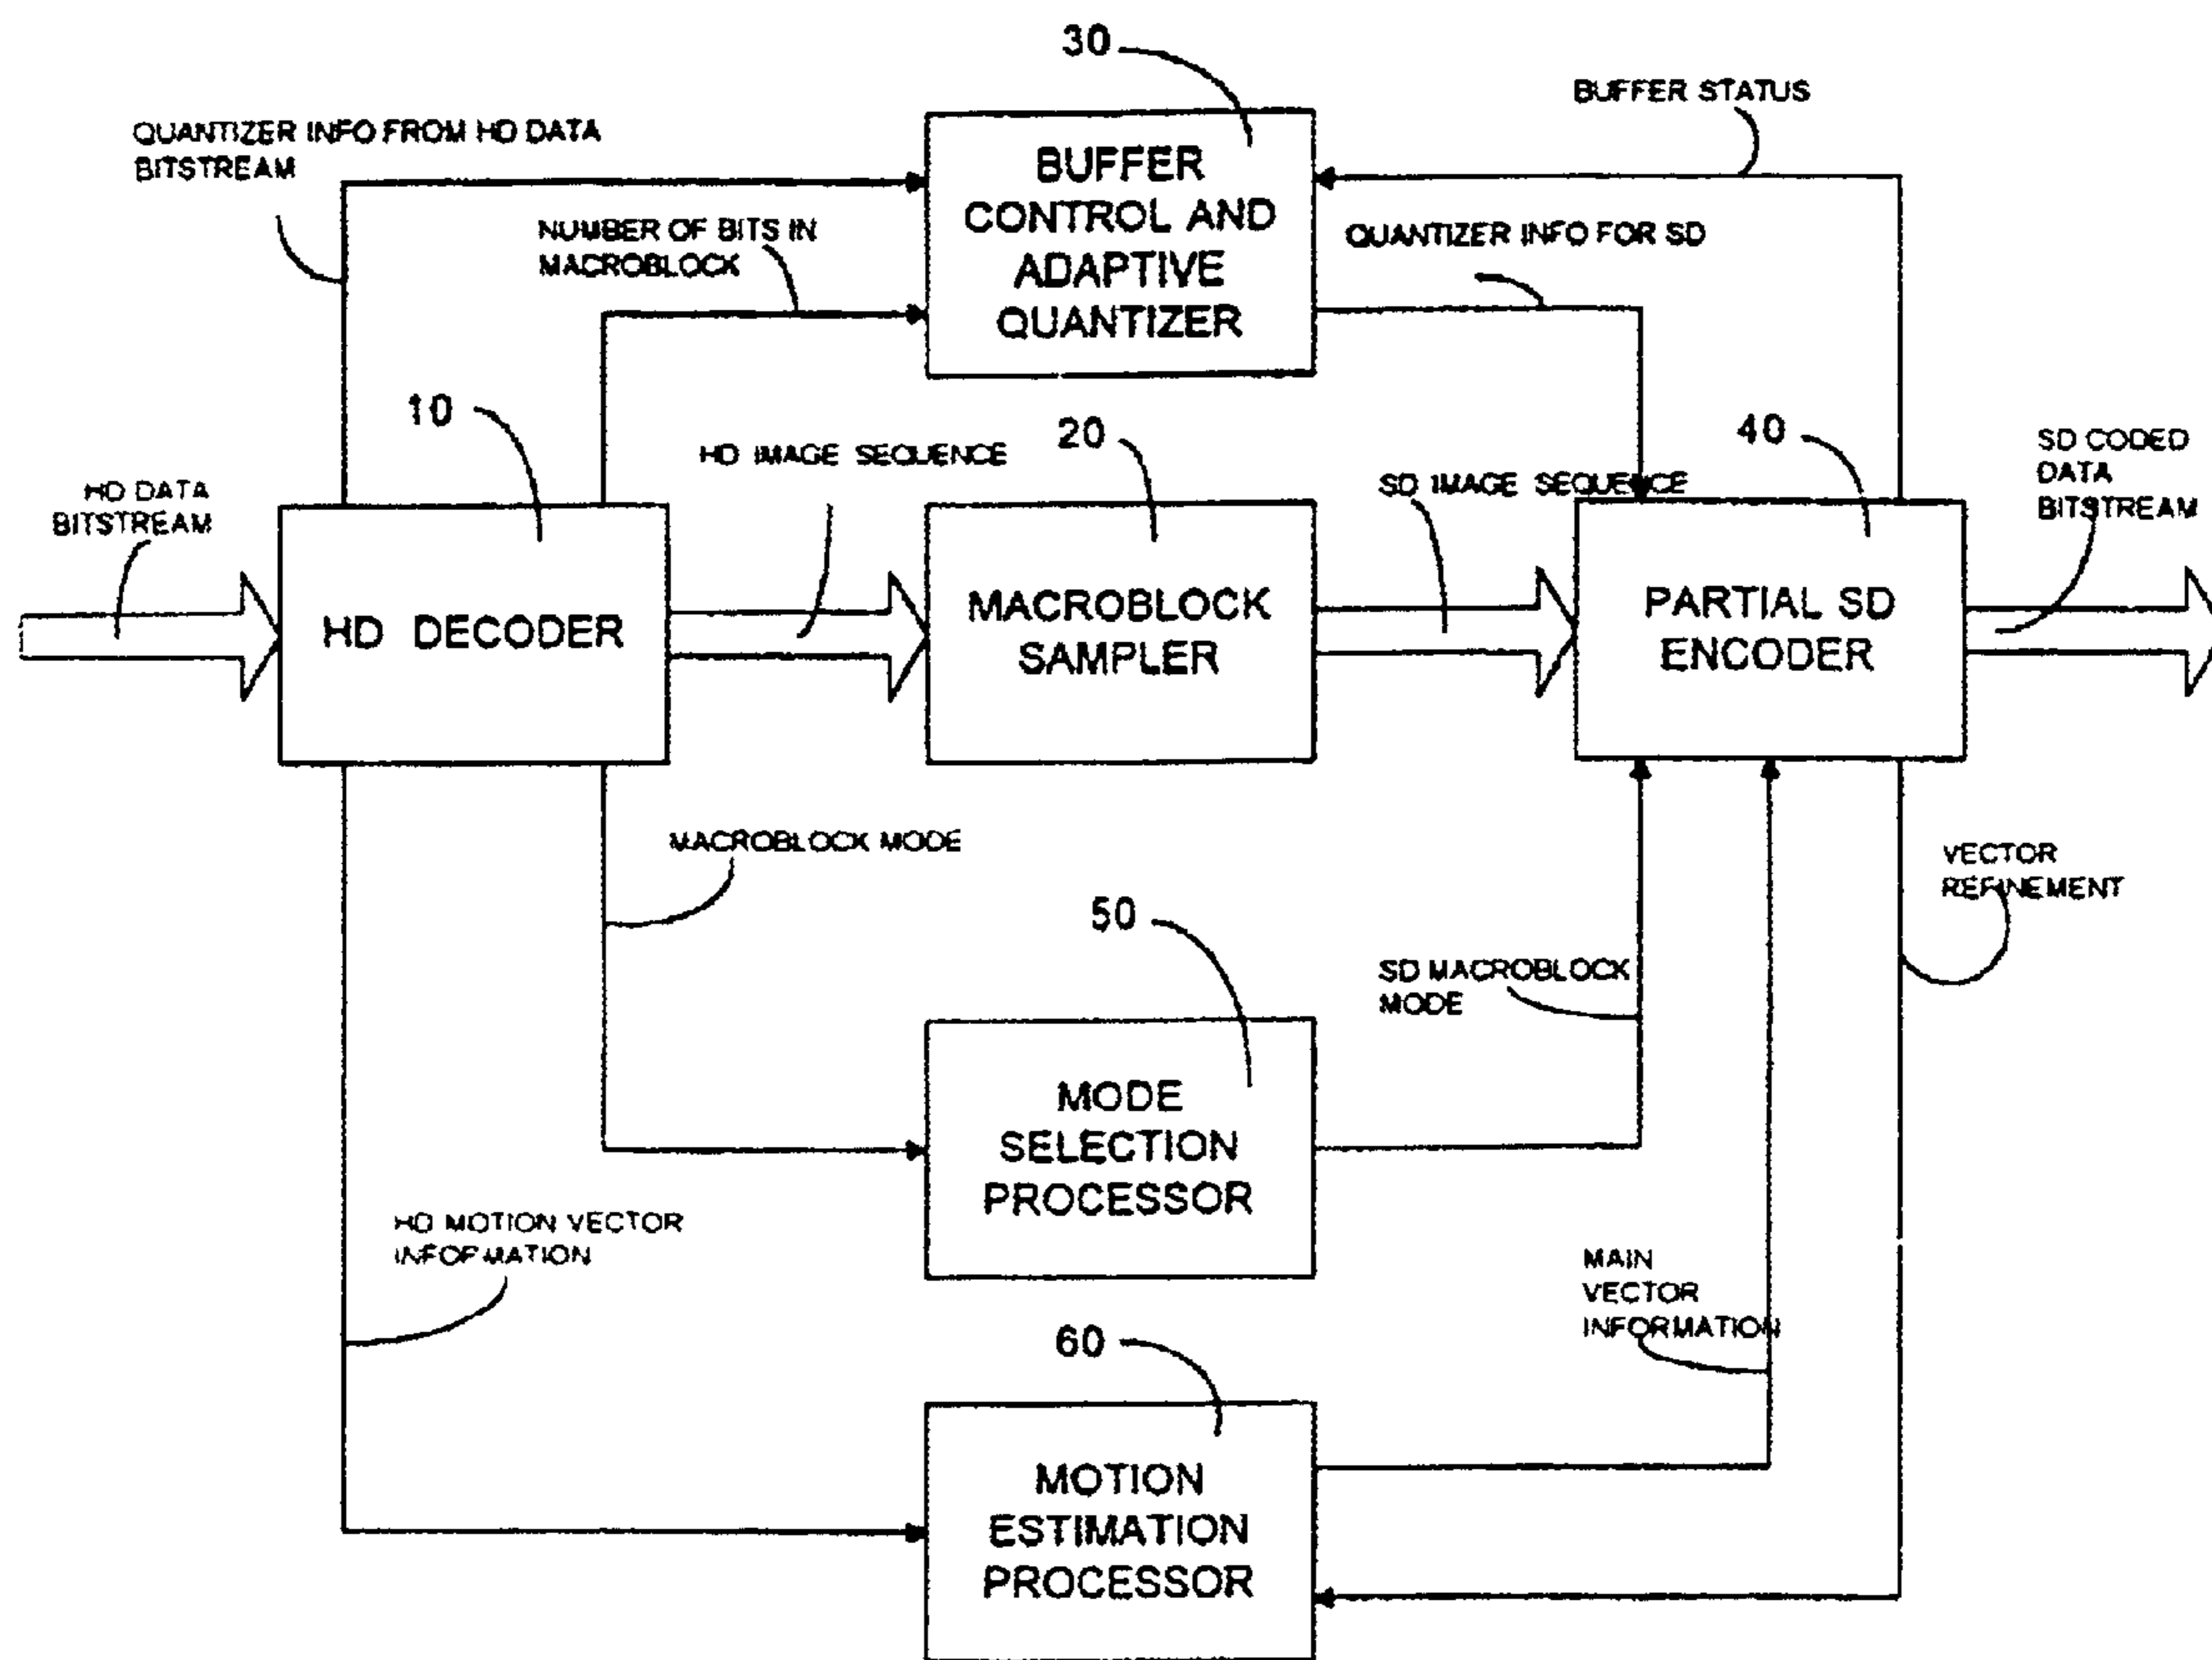 30
BUFFER STATUS
QUANTIZER INFO FROM HD DATA
BITSTREAM
BUFFER
CONTROL AND
ADAPTIVE
QUANTIZER
NUMBER OF BITS IN
MACROBLOCK
QUANTIZER INFO FOR SD
10
HD IMAGE SEQUENCE
20
SD IMAGE SEQUENCE
40
SD CODED
DATA
BITSTREAM
HD DATA
BITSTREAM
HD DECODER
MACROBLOCK
SAMPLER
PARTIAL SD
ENCODER
MACROBLOCK MODE
VECTOR
REFINEMENT
50
SD MACROBLOCK
MODE
MODE
SELECTION
PROCESSOR
HD MOTION VECTOR
INFORMATION
MAIN
VECTOR
INFORMATION
60
MOTION
ESTIMATION
PROCESSOR